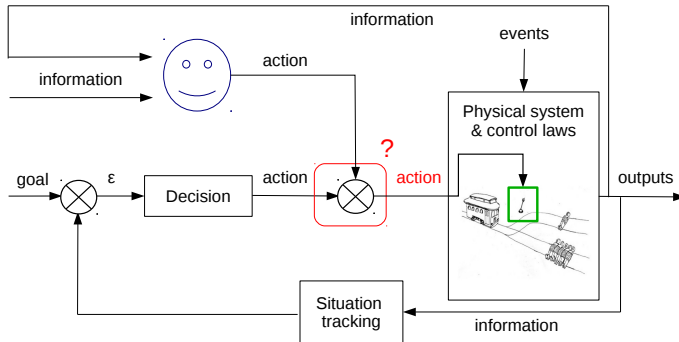 information
events
information
action
Physical system
& control laws
?
goal
ε
Decision
action
action
outputs
Situation
tracking
information